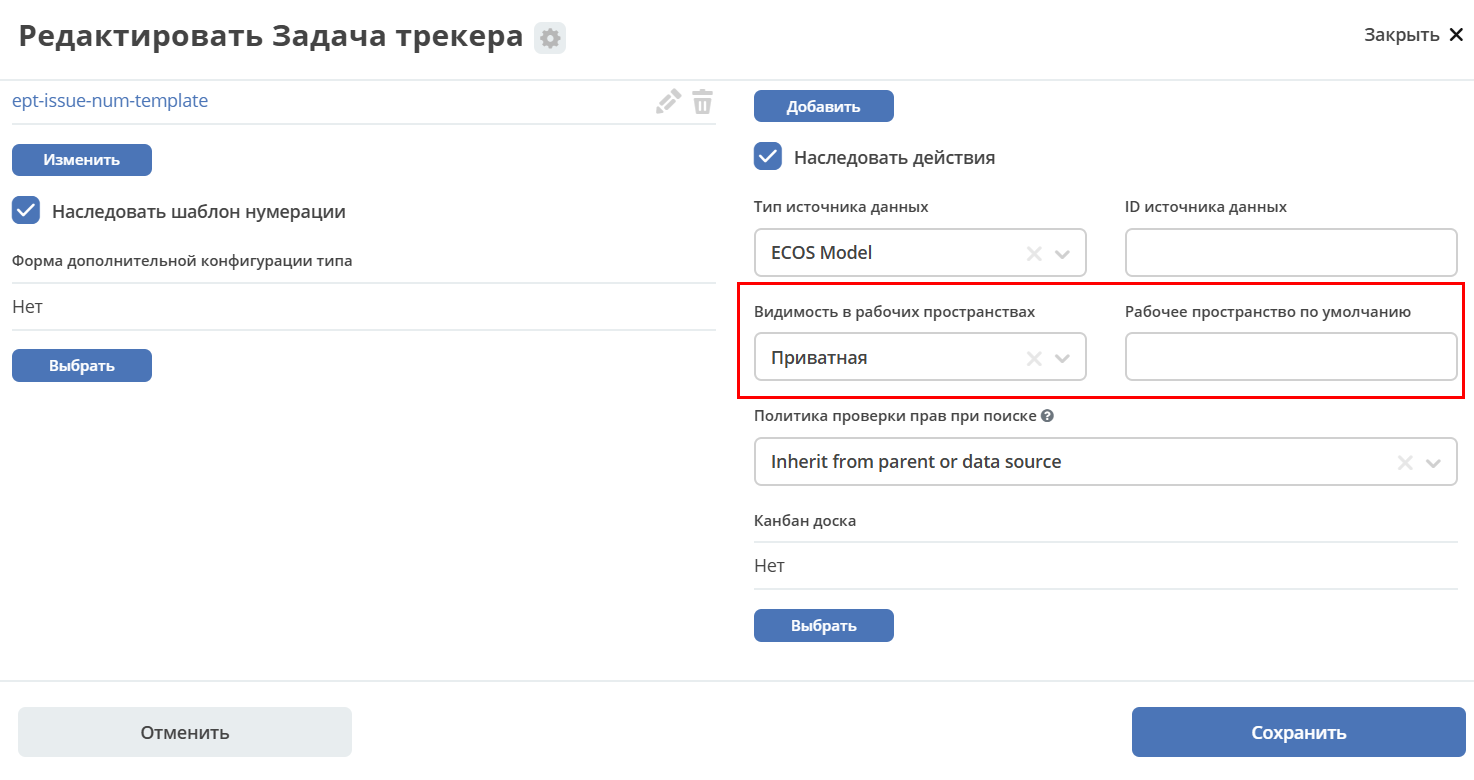 Редактировать Задача трекера
Закрыть
ept-issue-num-template
Изменить
Наследовать шаблон нумерации
Форма дополнительной конфигурации типа
Нет
Выбрать
Добавить
Наследовать действия
Тип источника данных
ID источника данных
ECOS Model
Видимость в рабочих пространствах
Рабочее пространство по умолчанию
Приватная
Политика проверки прав при поиске
Inherit from parent or data source
Канбан доска
Нет
Выбрать
Отменить
Сохранить